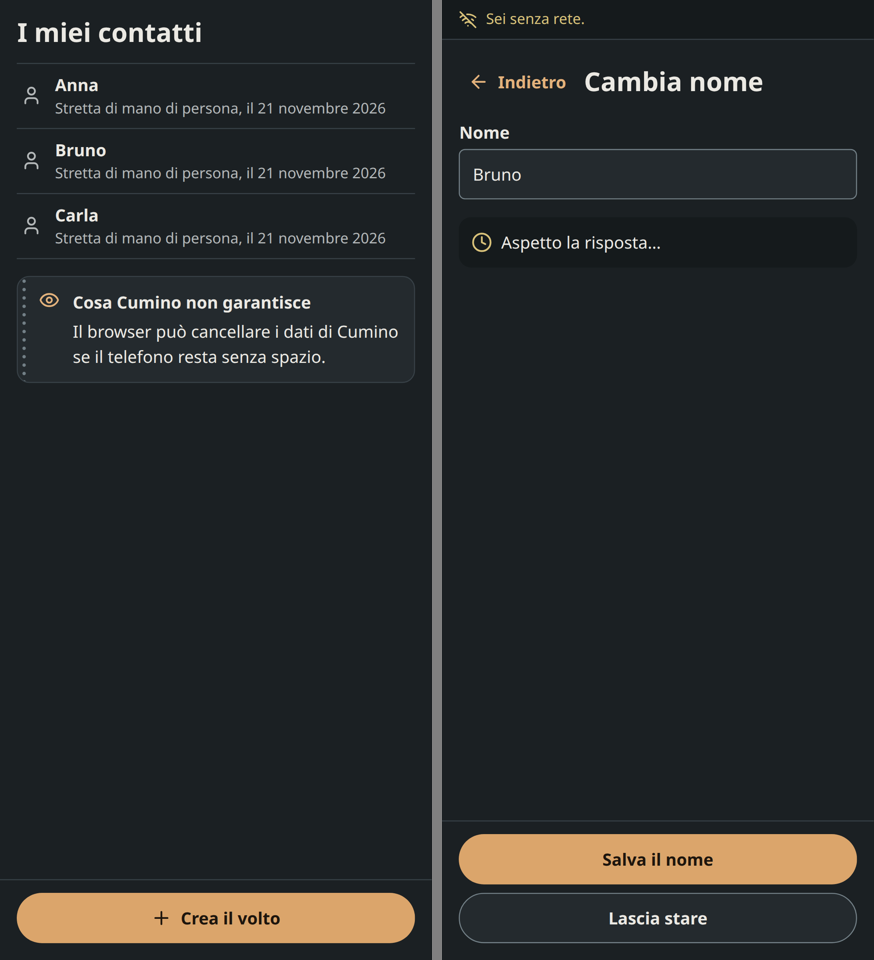 I miei contatti
Anna
Stretta di mano di persona, il 21 novembre 2026
Bruno
Stretta di mano di persona, il 21 novembre 2026
Carla
Stretta di mano di persona, il 21 novembre 2026
Cosa Cumino non garantisce
Il browser può cancellare i dati di Cumino
se il telefono resta senza spazio.
Crea il volto
Sei senza rete.
Indietro
Cambia nome
Nome
Bruno
Aspetto la risposta...
Salva il nome
Lascia stare